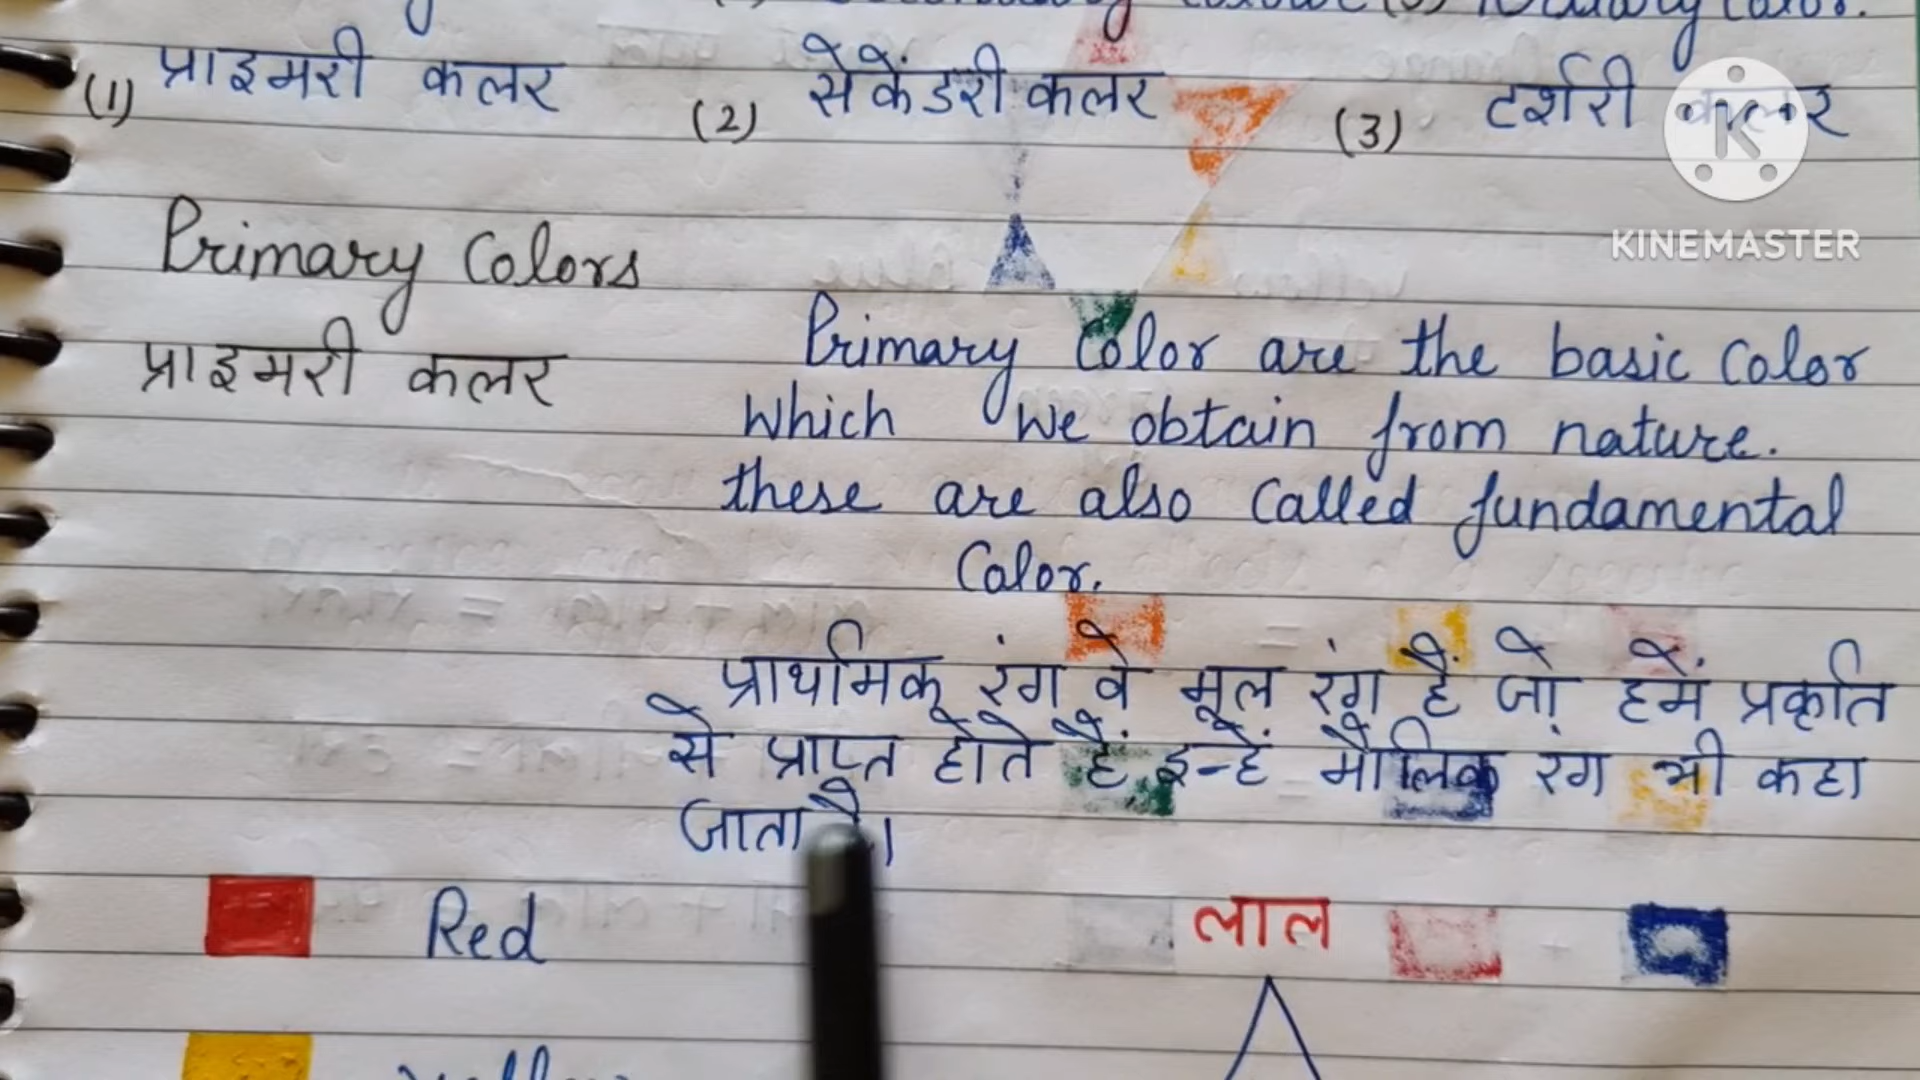 (1) प्राइमरी कलर (2) सेकेंडरी कलर (3) टर्शरी कलर
KINEMASTER
Primary Colors
प्राइमरी कलर
Primary Color are the basic Color
which we obtain from nature.
these are also Called fundamental
Color.
प्राथमिक रंग वे मूल रंग हैं जो हमें प्रकृति
से प्राप्त होते हैं इन्हें मौलिक रंग भी कहा
जाता है।
Red लाल